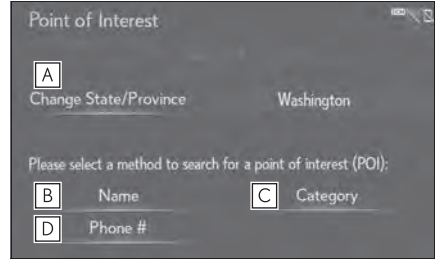 Point of Interest
DCM
A
Change State/Province Washington
Please select a method to search for a point of interest (POI):
B Name C Category
D Phone #